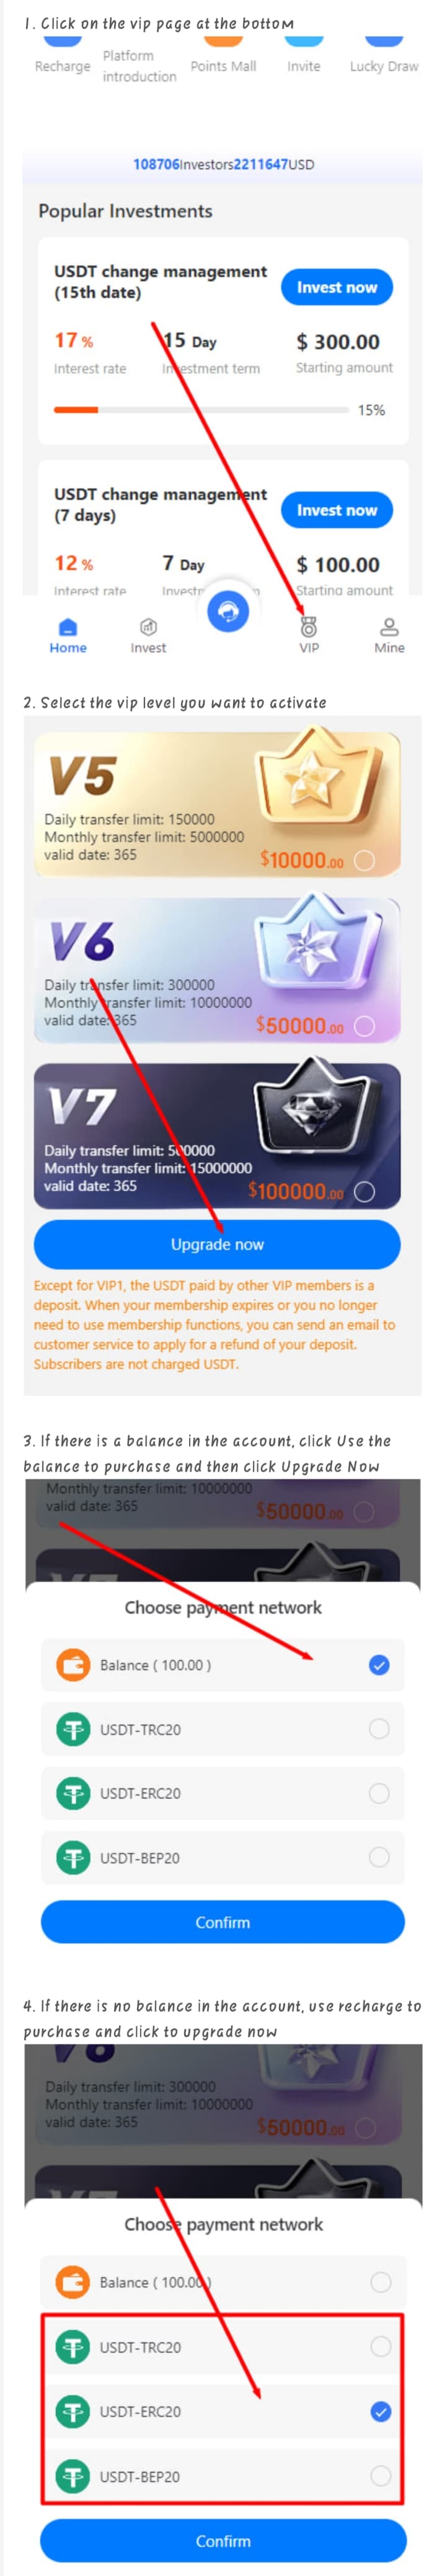 1. Click on the vip page at the bottom
Recharge
Platform
introduction
Points Mall
Invite
Lucky Draw
108706Investors2211647USD
Popular Investments
USDT change management
(15th date)
Invest now
17 %
15 Day
$ 300.00
Interest rate
Investment term
Starting amount
15%
USDT change management
(7 days)
Invest now
12 %
7 Day
$ 100.00
Interest rate
Starting amount
Home
Invest
VIP
Mine
2. Select the vip level you want to activate
V5
Daily transfer limit: 150000
Monthly transfer limit: 5000000
valid date: 365
$10000.00
V6
Daily transfer limit: 300000
Monthly transfer limit: 10000000
valid date: 365
$50000.00
V7
Daily transfer limit: 500000
Monthly transfer limit: 15000000
valid date: 365
$100000.00
Upgrade now
Except for VIP1, the USDT paid by other VIP members is a
deposit. When your membership expires or you no longer
need to use membership functions, you can send an email to
customer service to apply for a refund of your deposit.
Subscribers are not charged USDT.
3. If there is a balance in the account, click Use the
balance to purchase and then click Upgrade Now
Monthly transfer limit: 10000000
valid date: 365
$50000.00
Choose payment network
Balance ( 100.00 )
USDT-TRC20
USDT-ERC20
USDT-BEP20
Confirm
4. If there is no balance in the account, use recharge to
purchase and click to upgrade now
Daily transfer limit: 300000
Monthly transfer limit: 10000000
valid date: 365
$50000.00
Choose payment network
Balance ( 100.00 )
USDT-TRC20
USDT-ERC20
USDT-BEP20
Confirm